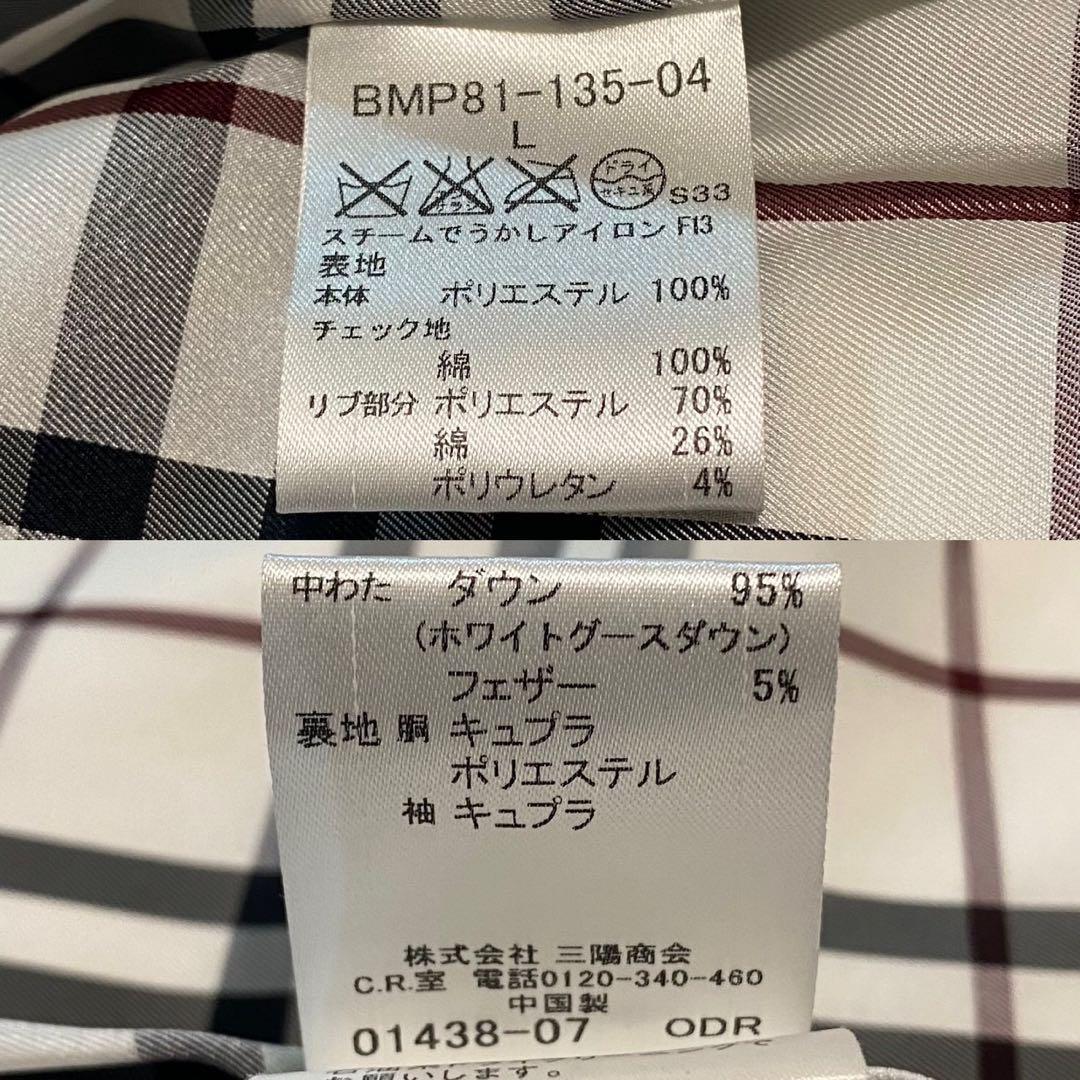 BMP81-135-04
L
ドライ
セキユ系
S33
スチームでうかしアイロン F13
表地
本体 ポリエステル 100%
チェック地
綿 100%
リブ部分 ポリエステル 70%
綿 26%
ポリウレタン 4%
中わた ダウン 95%
(ホワイトグースダウン)
フェザー 5%
裏地 胴 キュプラ
ポリエステル
袖 キュプラ
株式会社 三陽商会
C.R.室 電話0120-340-460
中国製
01438-07 ODR
お願いします。